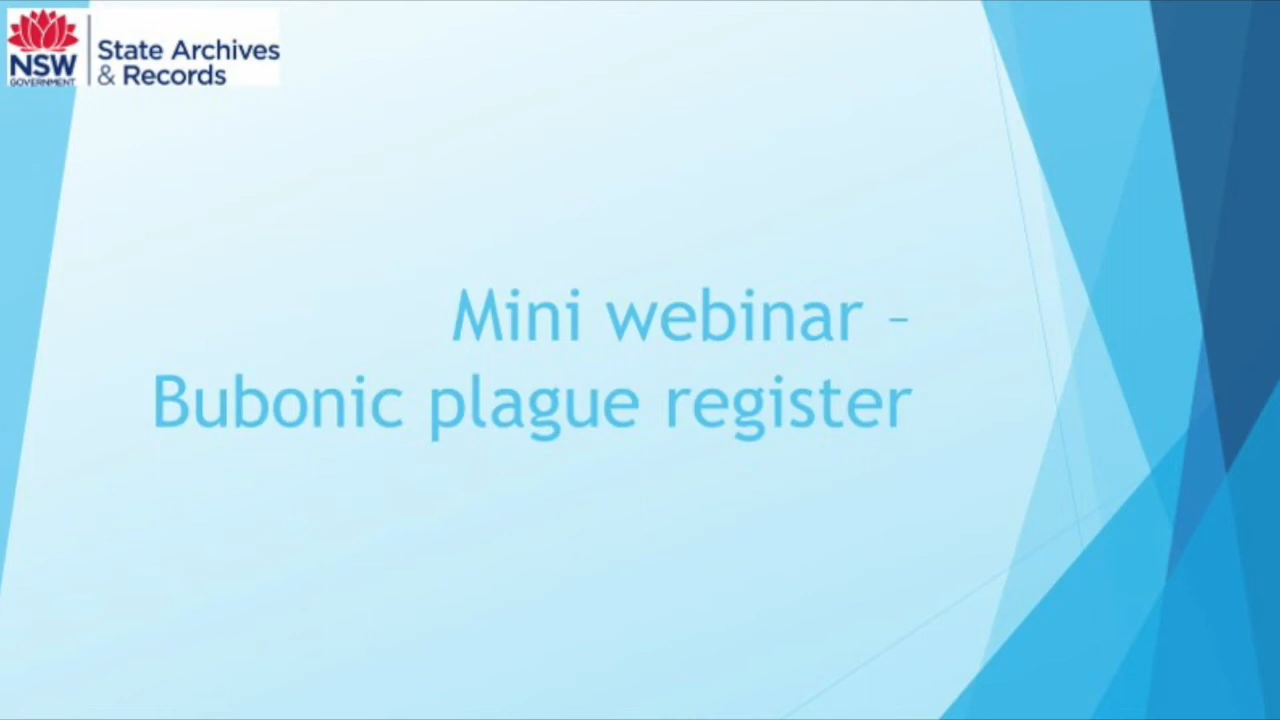 NSW
GOVERNMENT
State Archives
& Records
Mini webinar –
Bubonic plague register